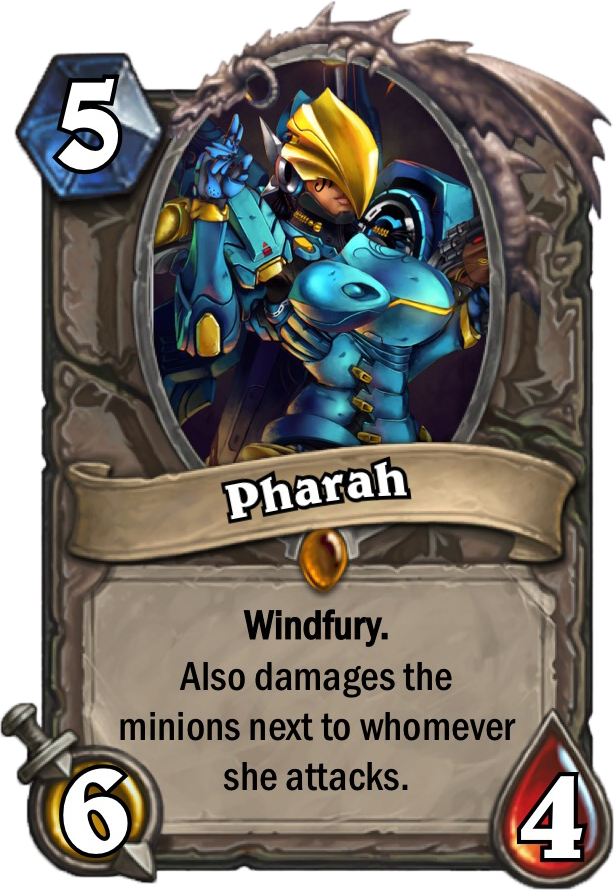 5
Pharah
Windfury.
Also damages the
minions next to whomever
she attacks.
6
4